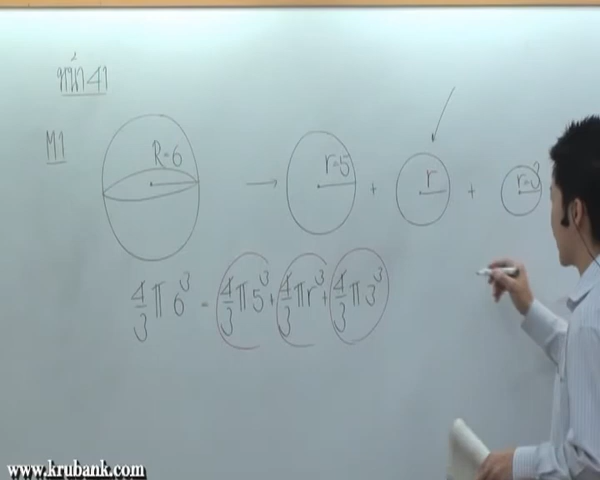 หน้า 41
M1
R=6
r=5 + r + r=3
4/3 π 6³ = 4/3 π 5³ + 4/3 π r³ + 4/3 π 3³
www.krubank.com